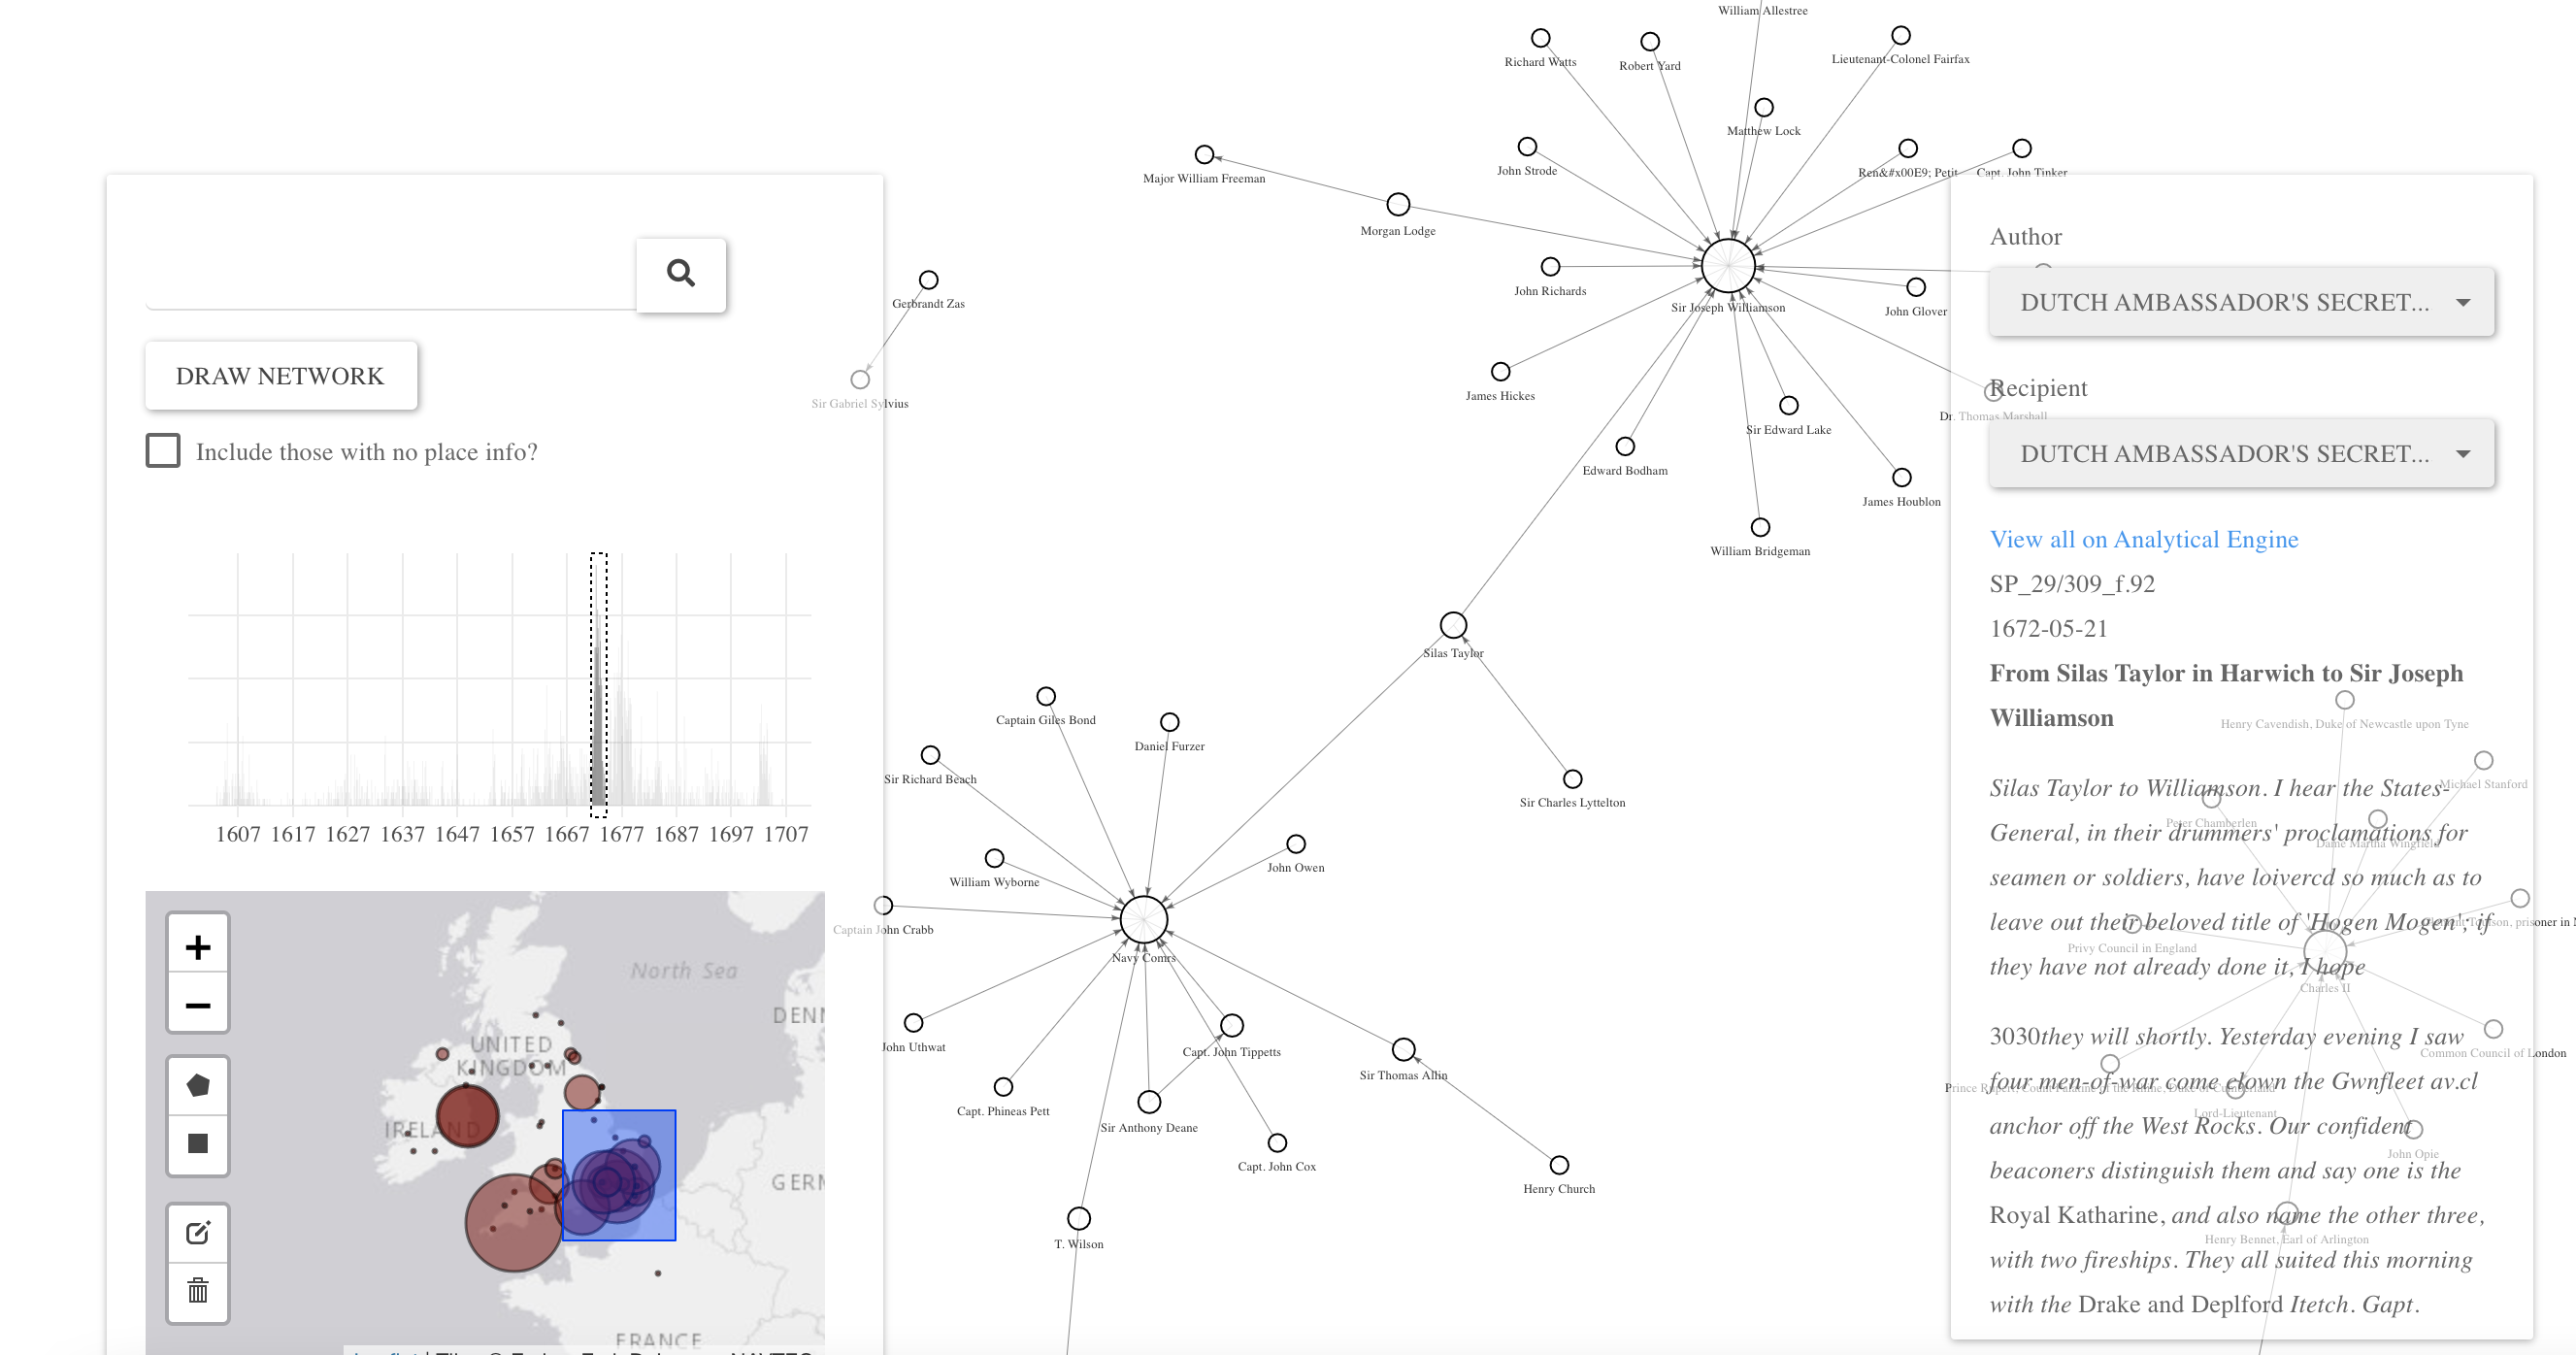 William Allestree
Richard Watts
Robert Yard
Lieutenant-Colonel Fairfax
Matthew Lock
John Strode
Ren&#x00E9; Petit
Capt. John Tinker
Major William Freeman
Morgan Lodge
John Richards
Sir Joseph Williamson
John Glover
Gerbrandt Zas
Sir Gabriel Sylvius
James Hickes
Sir Edward Lake
Dr. Thomas Marshall
Edward Bodham
James Houblon
William Bridgeman
Silas Taylor
Captain Giles Bond
Daniel Furzer
Sir Richard Beach
Sir Charles Lyttelton
William Wyborne
John Owen
Captain John Crabb
Navy Comrs
John Uthwat
Capt. John Tippetts
Sir Thomas Allin
Capt. Phineas Pett
Sir Anthony Deane
Capt. John Cox
Henry Church
T. Wilson
DRAW NETWORK
Include those with no place info?
1607 1617 1627 1637 1647 1657 1667 1677 1687 1697 1707
+
−
North Sea
DENN
UNITED
KINGDOM
IRELAND
GERM
FRANCE
Author
DUTCH AMBASSADOR'S SECRET...
Recipient
DUTCH AMBASSADOR'S SECRET...
View all on Analytical Engine
SP_29/309_f.92
1672-05-21
From Silas Taylor in Harwich to Sir Joseph
Williamson
Silas Taylor to Williamson. I hear the States-
General, in their drummers' proclamations for
seamen or soldiers, have loivercd so much as to
leave out their beloved title of 'Hogen Mogen'; if
they have not already done it, I hope
3030they will shortly. Yesterday evening I saw
four men-of-war come clown the Gwnfleet av.cl
anchor off the West Rocks. Our confident
beaconers distinguish them and say one is the
Royal Katharine, and also name the other three,
with two fireships. They all suited this morning
with the Drake and Deplford Itetch. Gapt.
Henry Cavendish, Duke of Newcastle upon Tyne
Michael Stanford
Peter Chamberlen
Dame Martha Wingfield
Privy Council in England
Charles II
Common Council of London
Lord-Lieutenant
John Opie
Henry Bennet, Earl of Arlington